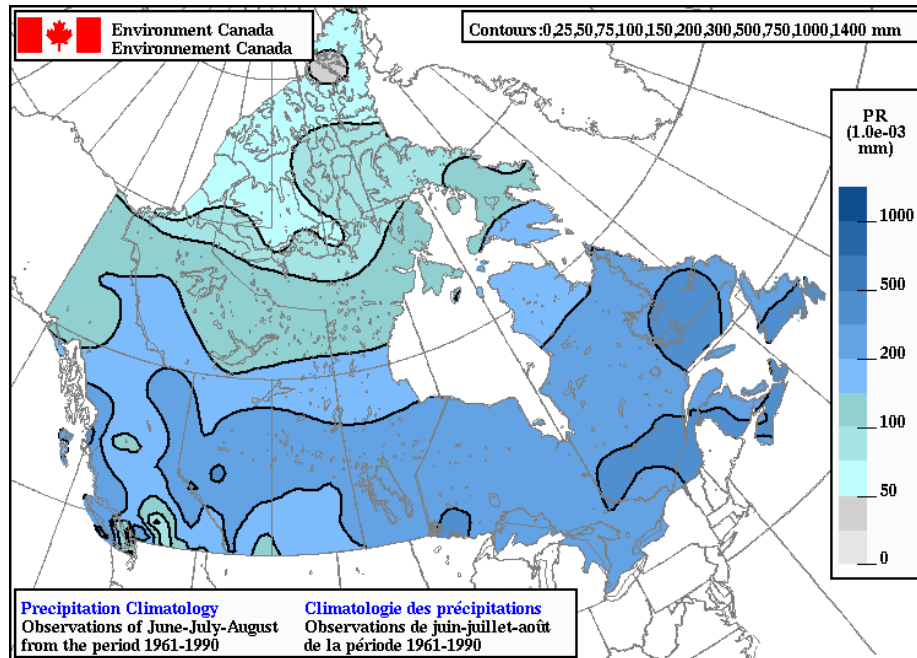 Environment Canada
Environnement Canada
Contours:0,25,50,75,100,150,200,300,500,750,1000,1400 mm
PR
(1.0e-03
mm)
1000
500
200
100
50
0
Precipitation Climatology
Observations of June-July-August
from the period 1961-1990
Climatologie des précipitations
Observations de juin-juillet-août
de la période 1961-1990